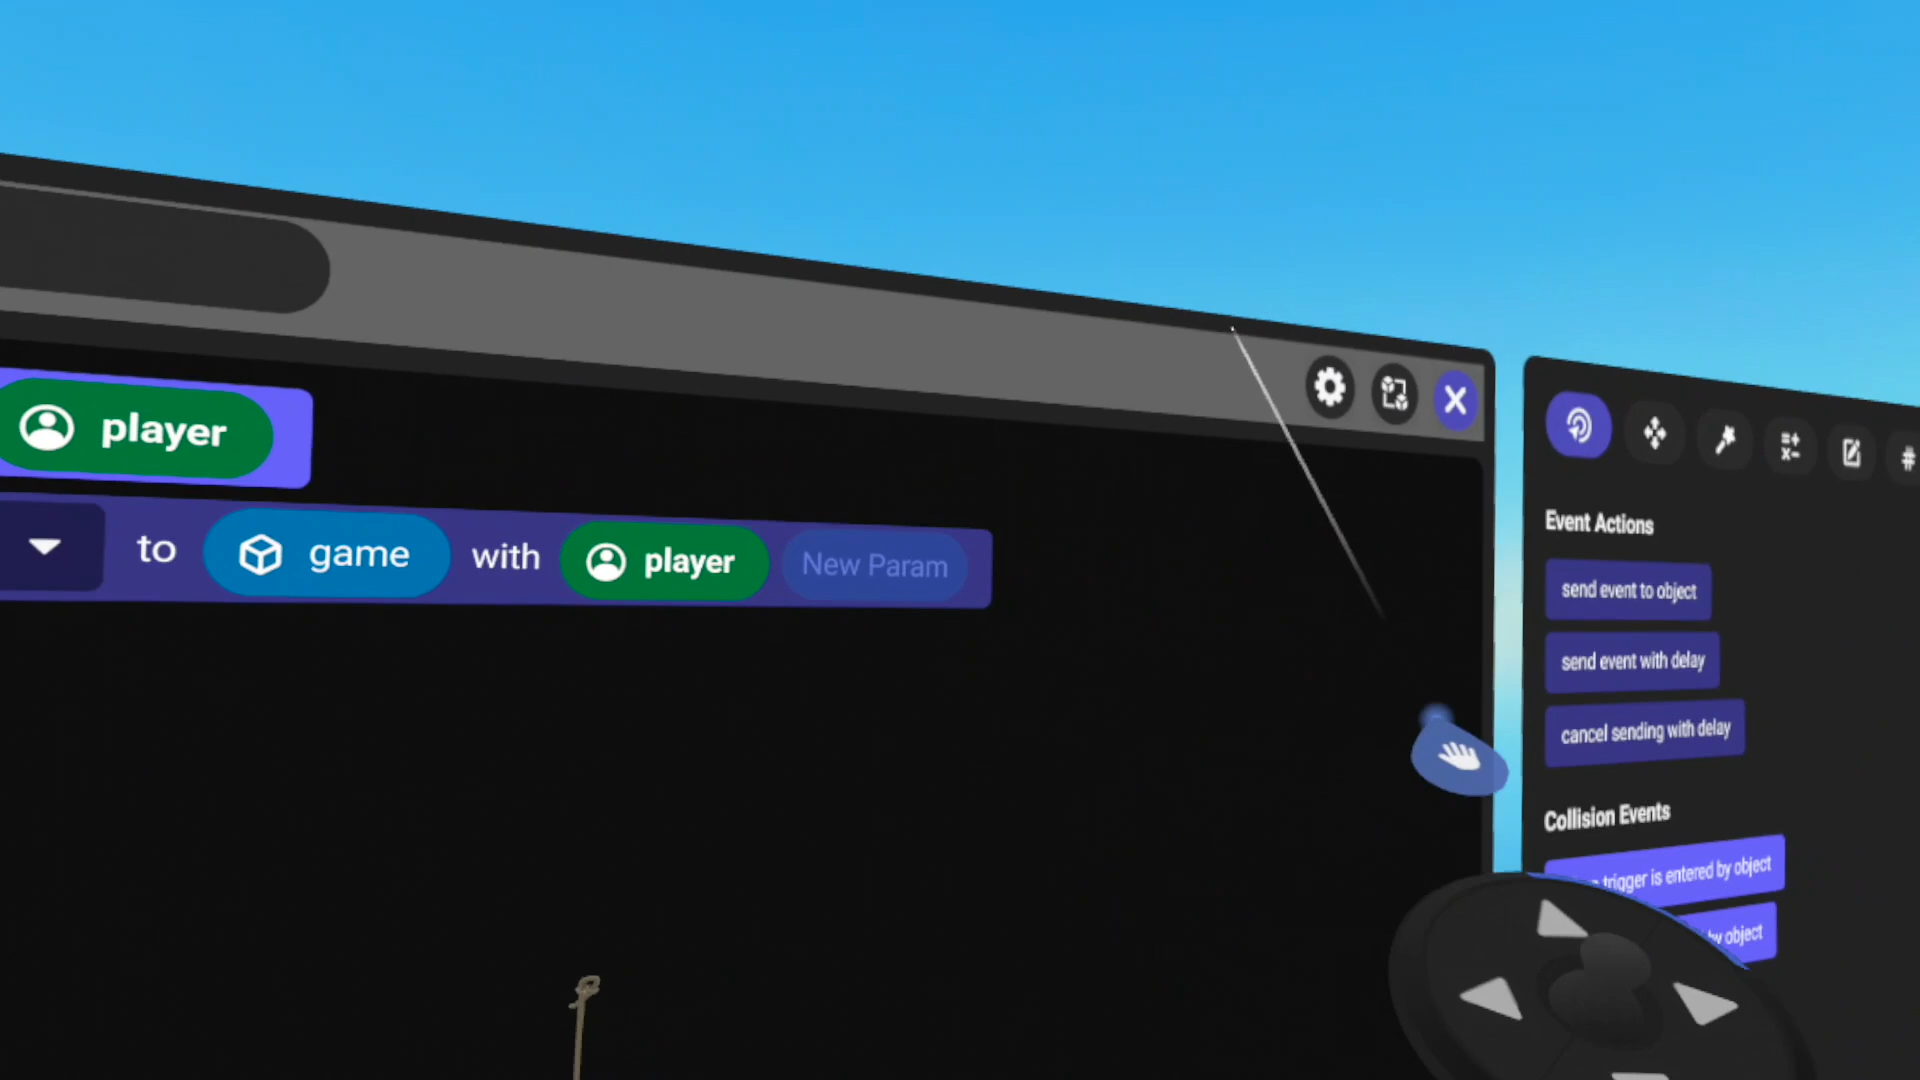 player
to game with player New Param
Event Actions
send event to object
send event with delay
cancel sending with delay
Collision Events
trigger is entered by object
by object